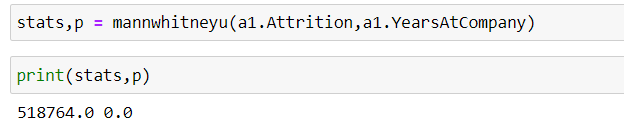 stats,p = mannwhitneyu(a1.Attrition,a1.YearsAtCompany)
print(stats,p)
518764.0 0.0